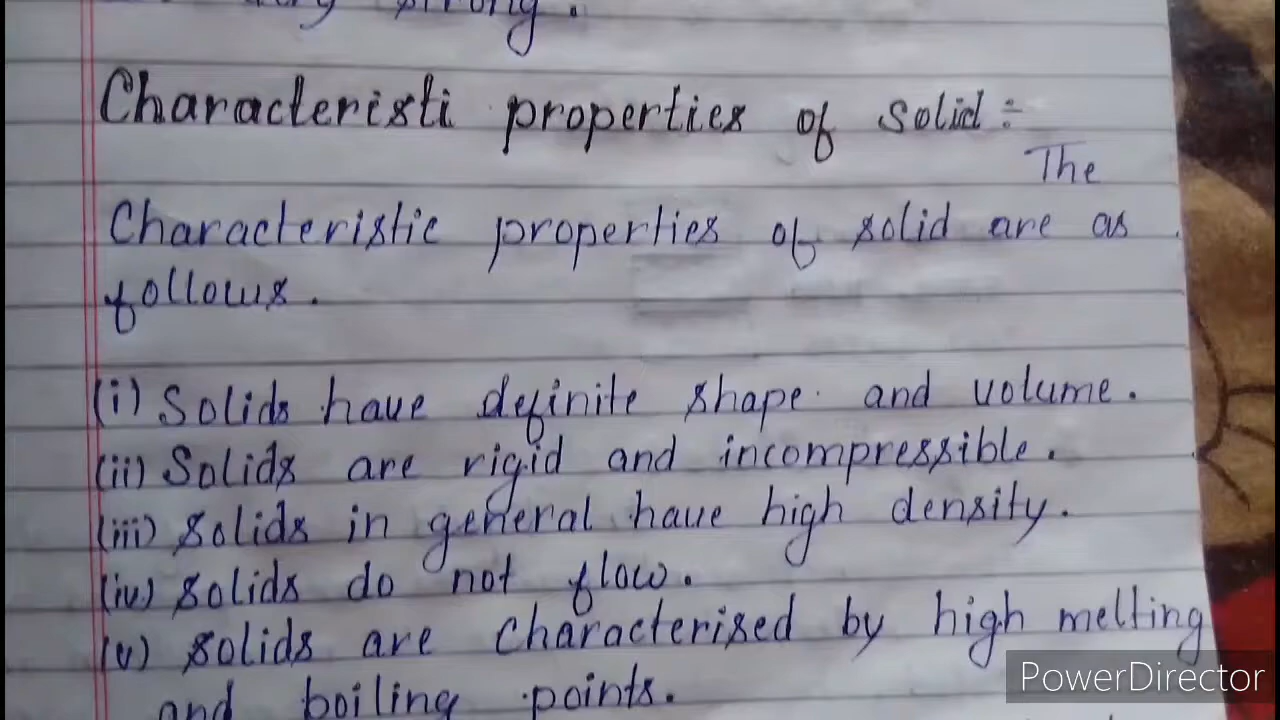 strong.
Characteristi properties of solid :-
The
Characteristic properties of solid are as
follows.
(i) Solids have definite shape and volume.
(ii) Solids are rigid and incompressible.
(iii) solids in general have high density.
(iv) solids do not flow.
(v) solids are characterised by high melting
and boiling points.
PowerDirector